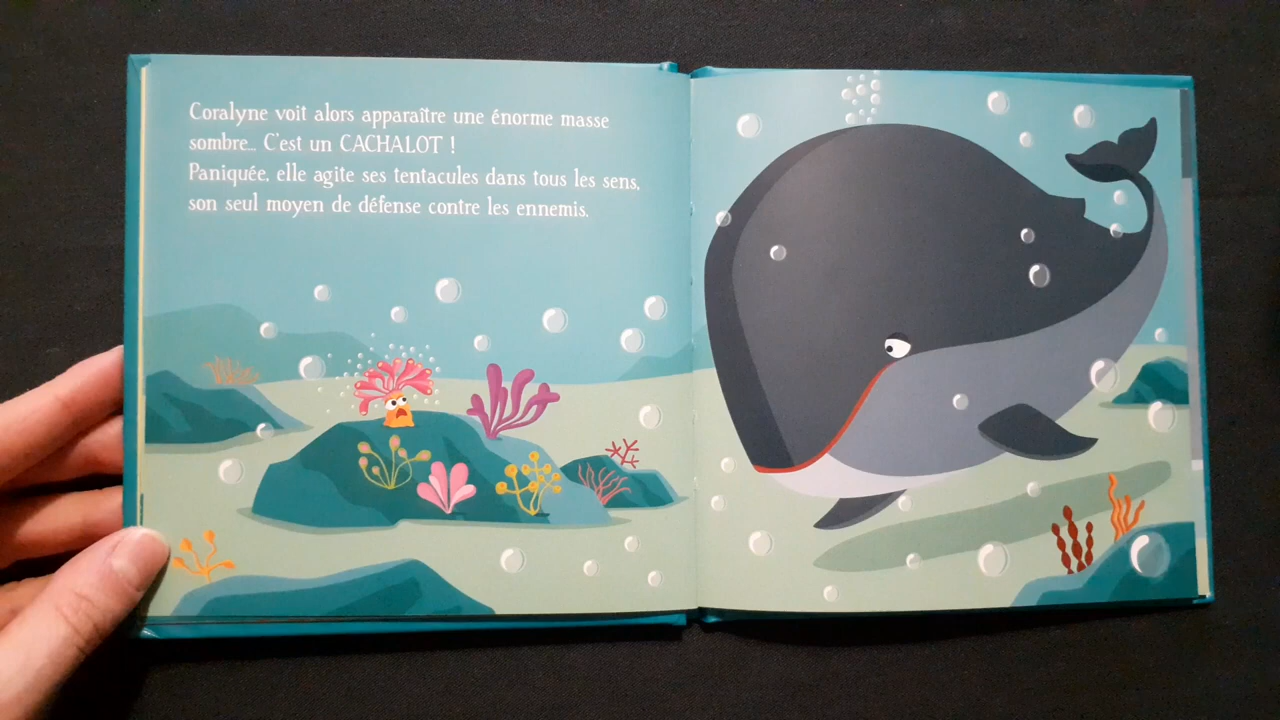 Coralyne voit alors apparaître une énorme masse
sombre... C'est un CACHALOT !
Paniquée, elle agite ses tentacules dans tous les sens,
son seul moyen de défense contre les ennemis.